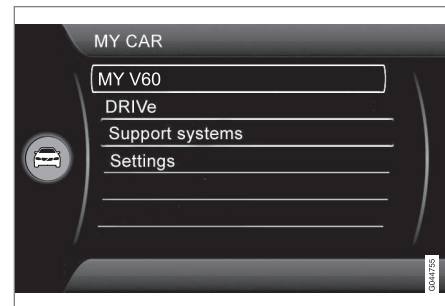 MY CAR
MY V60
DRIVe
Support systems
Settings
G044755